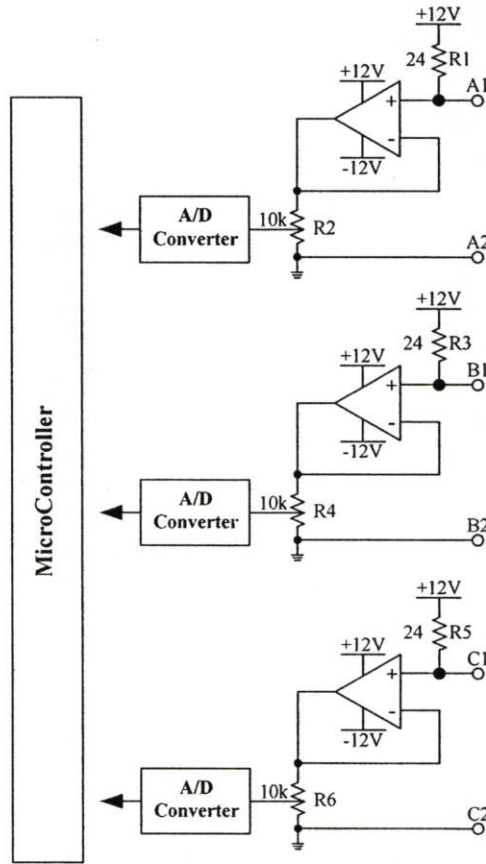 +12V
24 R1
A1
+12V
+
-
-12V
A/D
Converter
10k
R2
A2
+12V
24 R3
B1
+12V
+
-
-12V
A/D
Converter
10k
R4
B2
+12V
24 R5
C1
+12V
+
-
-12V
A/D
Converter
10k
R6
C2
MicroController